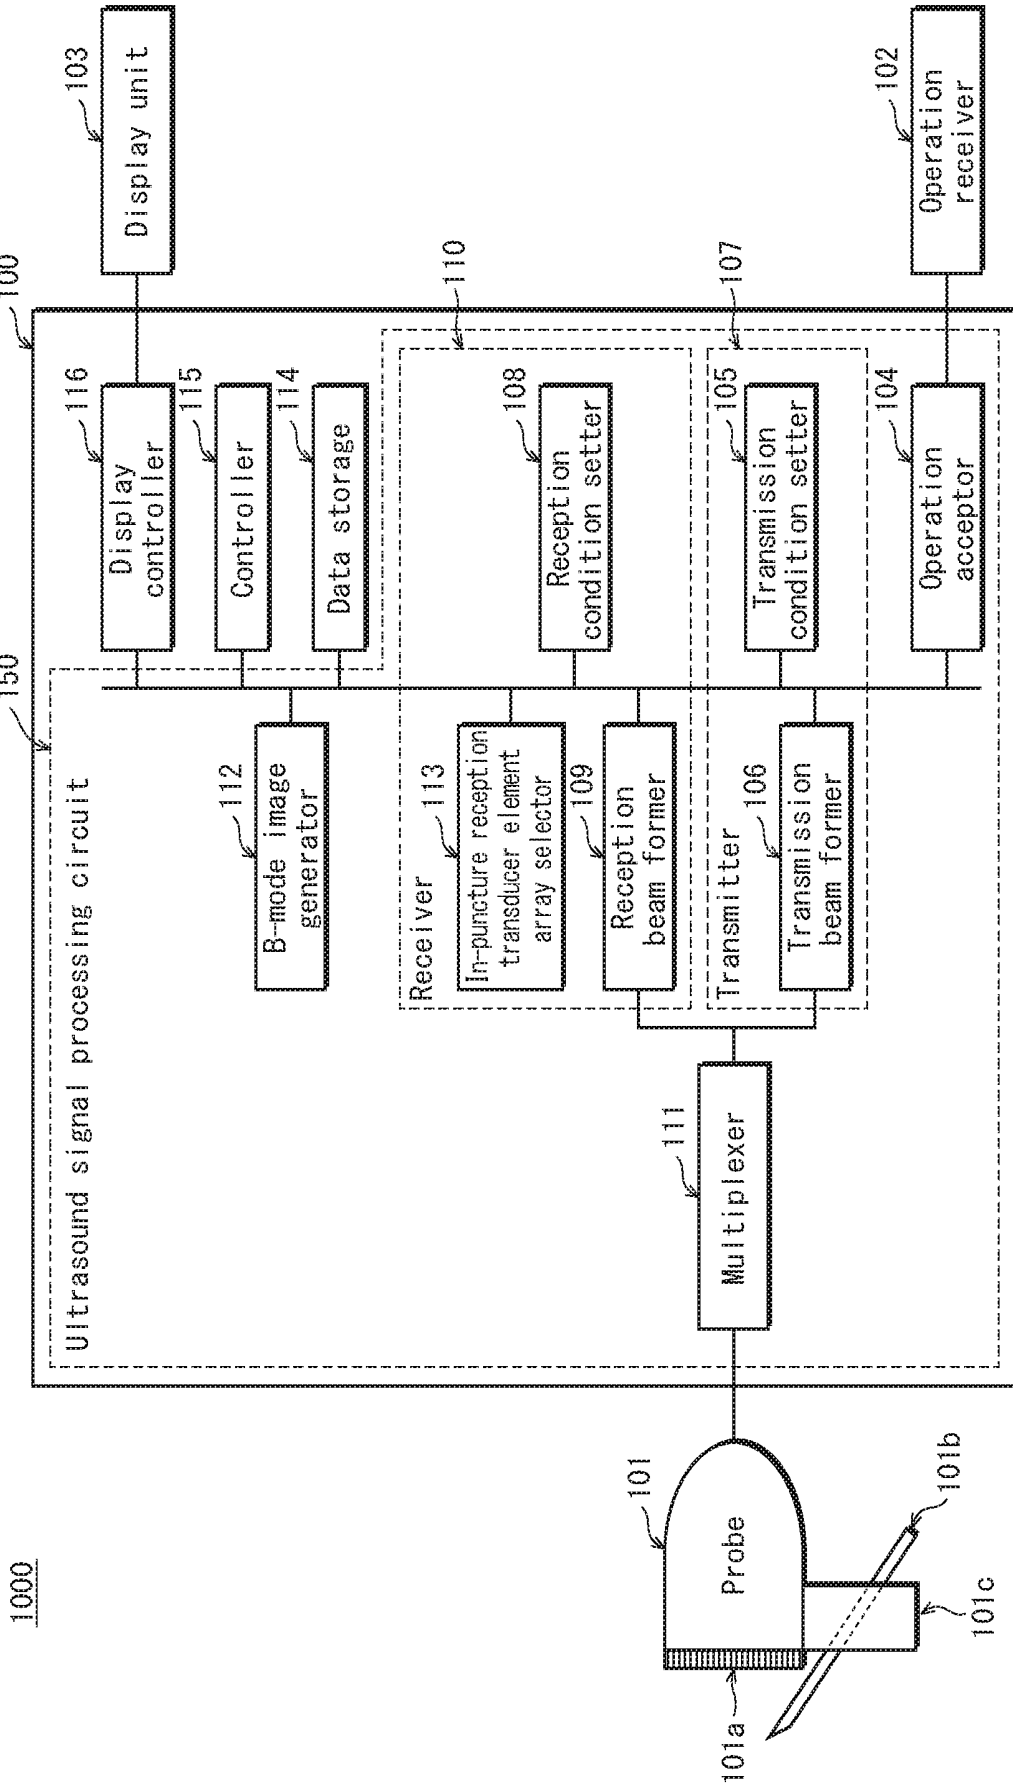 1000
100
150
Ultrasound signal processing circuit
101
Probe
101a
101b
101c
111
Multiplexer
112
B-mode image
generator
Receiver
110
113
In-puncture reception
transducer element
array selector
109
Reception
beam former
108
Reception
condition setter
Transmitter
107
106
Transmission
beam former
105
Transmission
condition setter
116
Display
controller
115
Controller
114
Data storage
104
Operation
acceptor
103
Display unit
102
Operation
receiver